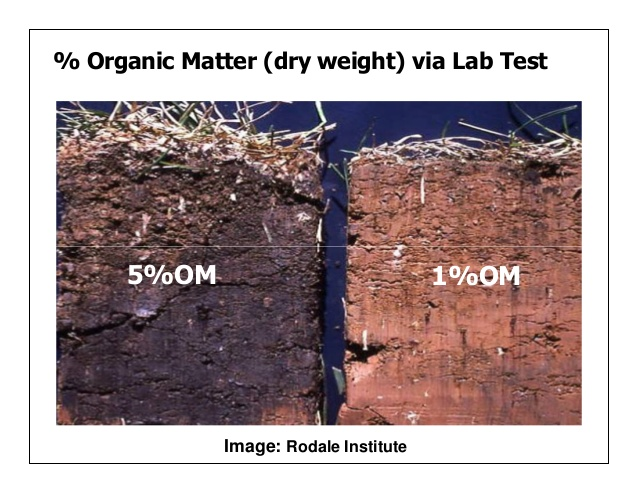 % Organic Matter (dry weight) via Lab Test
5%OM
1%OM
Image: Rodale Institute